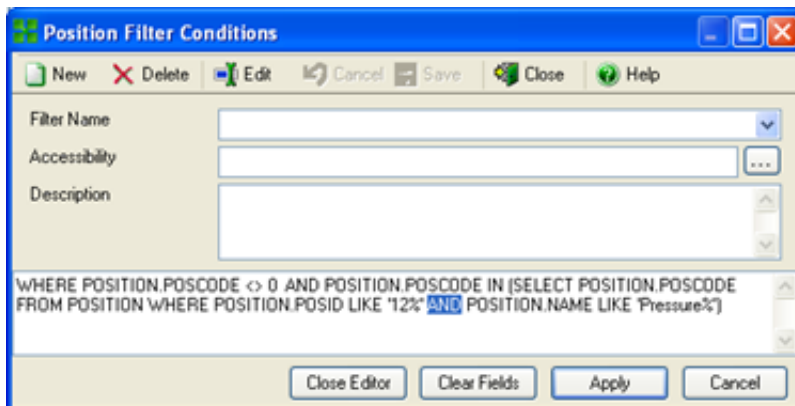 Position Filter Conditions
New Delete Edit Cancel Save Close Help
Filter Name
Accessibility
...
Description
WHERE POSITION.POSCODE <> 0 AND POSITION.POSCODE IN (SELECT POSITION.POSCODE
FROM POSITION WHERE POSITION.POSID LIKE '12%' AND POSITION.NAME LIKE 'Pressure%')
Close Editor Clear Fields Apply Cancel